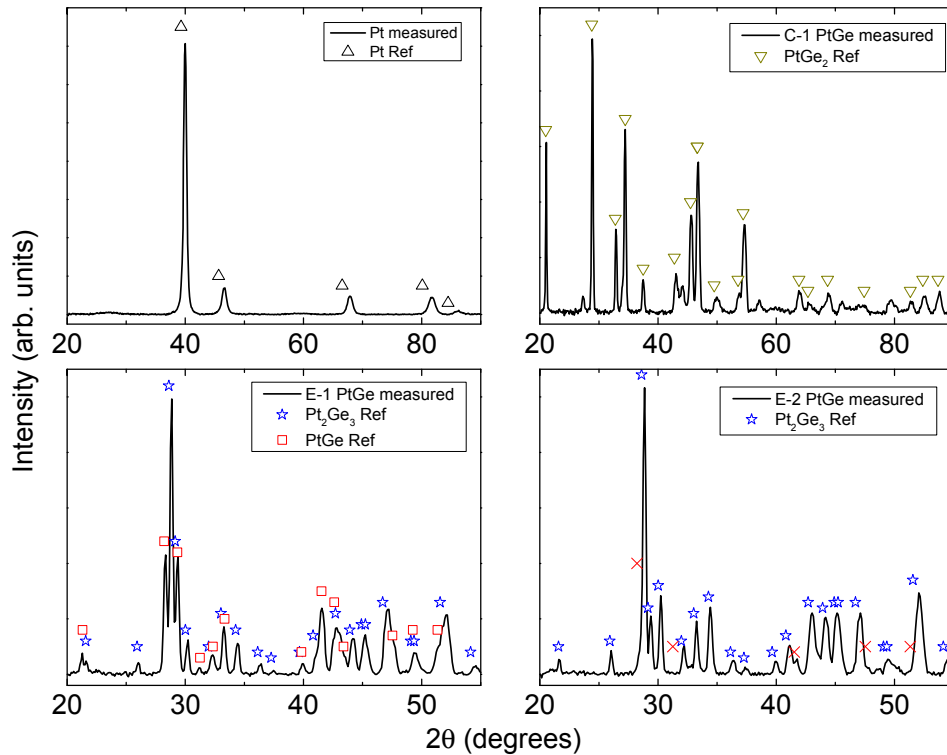 Pt measured
Pt Ref
C-1 PtGe measured
PtGe₂ Ref
20 40 60 80
20 30 40 50
Intensity (arb. units)
E-1 PtGe measured
Pt₂Ge₃ Ref
PtGe Ref
E-2 PtGe measured
Pt₂Ge₃ Ref
20 30 40 50
20 30 40 50
2θ (degrees)